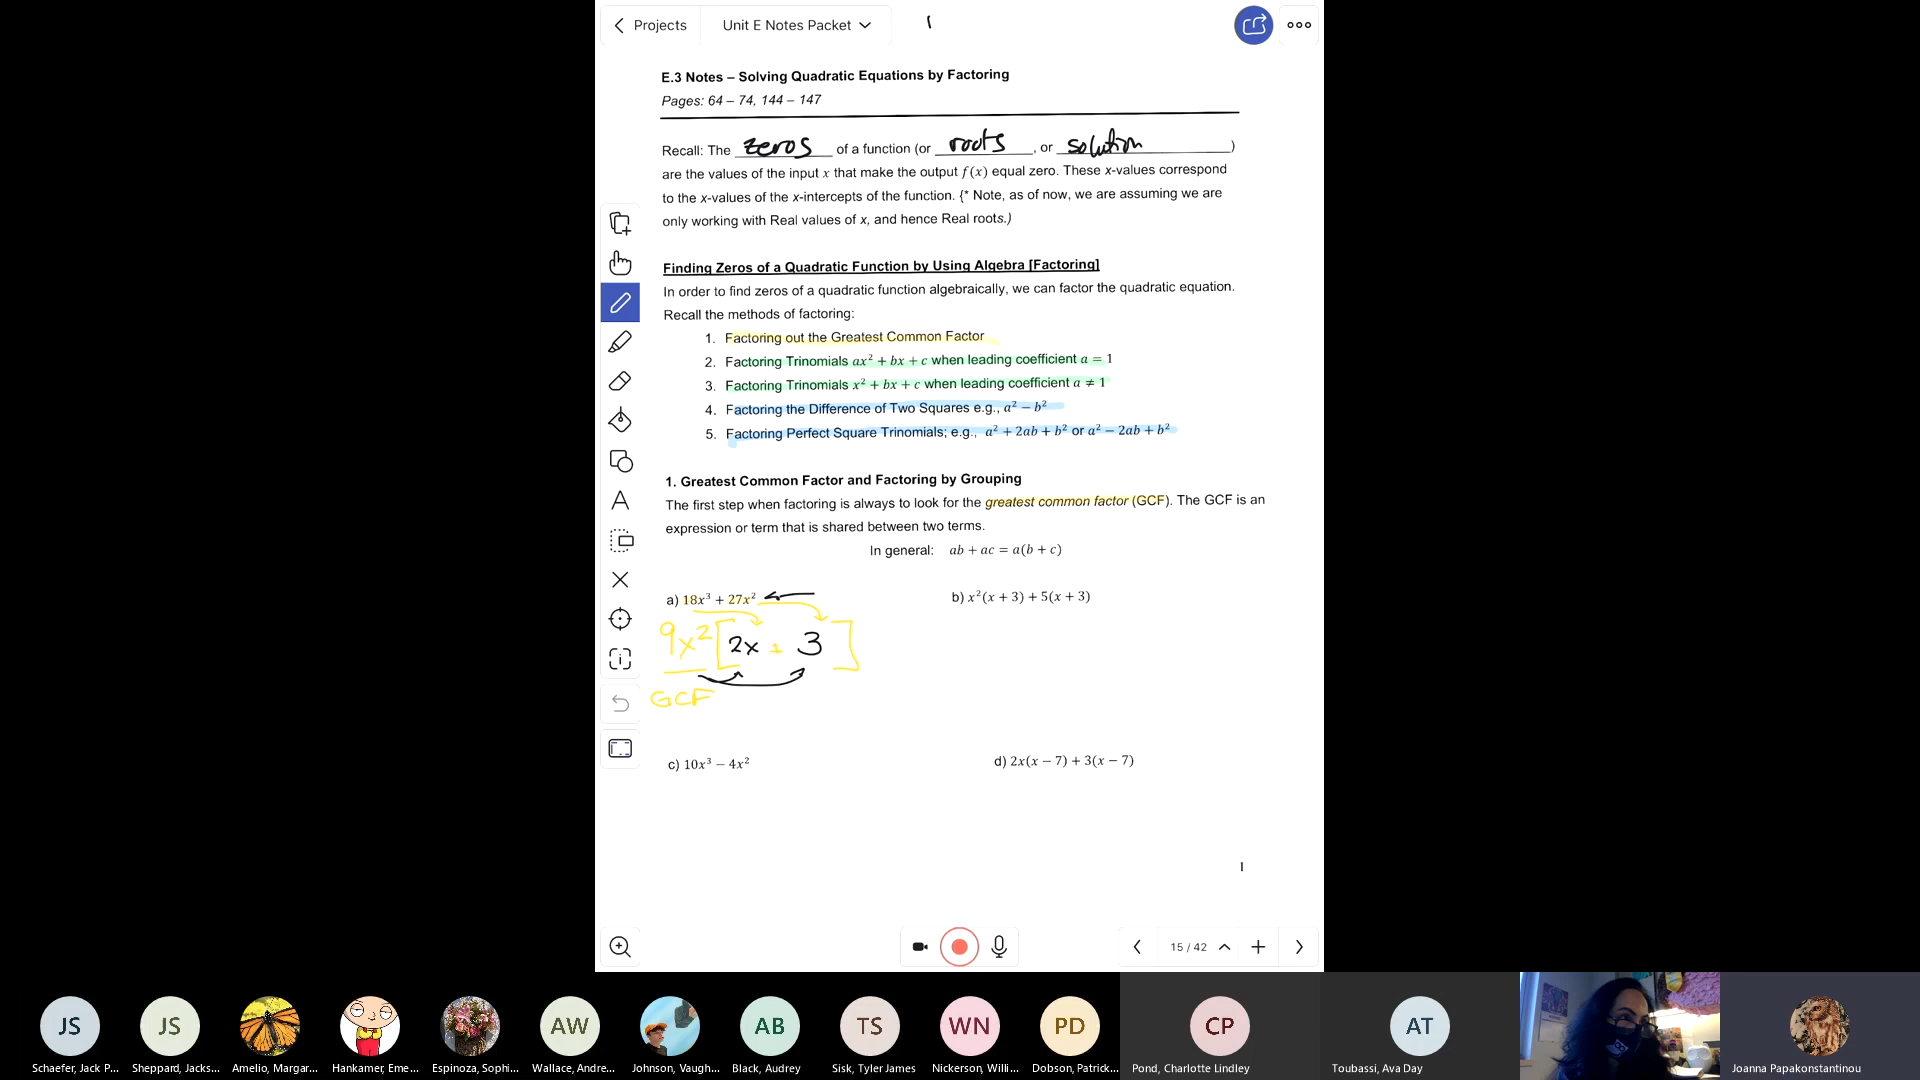 Projects
Unit E Notes Packet
E.3 Notes – Solving Quadratic Equations by Factoring
Pages: 64 – 74, 144 – 147
Recall: The zeros of a function (or roots, or solution )
are the values of the input x that make the output f(x) equal zero. These x-values correspond
to the x-values of the x-intercepts of the function. {* Note, as of now, we are assuming we are
only working with Real values of x, and hence Real roots.)
Finding Zeros of a Quadratic Function by Using Algebra [Factoring]
In order to find zeros of a quadratic function algebraically, we can factor the quadratic equation.
Recall the methods of factoring:
1. Factoring out the Greatest Common Factor
2. Factoring Trinomials ax² + bx + c when leading coefficient a = 1
3. Factoring Trinomials x² + bx + c when leading coefficient a ≠ 1
4. Factoring the Difference of Two Squares e.g., a² – b²
5. Factoring Perfect Square Trinomials; e.g., a² + 2ab + b² or a² – 2ab + b²
1. Greatest Common Factor and Factoring by Grouping
The first step when factoring is always to look for the greatest common factor (GCF). The GCF is an
expression or term that is shared between two terms.
In general: ab + ac = a(b + c)
a) 18x³ + 27x²
b) x²(x + 3) + 5(x + 3)
9x² [ 2x + 3 ]
GCF
c) 10x³ – 4x²
d) 2x(x – 7) + 3(x – 7)
1
15 / 42
JS
JS
AW
AB
TS
WN
PD
CP
AT
Schaefer, Jack P...
Sheppard, Jacks...
Amelio, Margar...
Hankamer, Eme...
Espinoza, Sophi...
Wallace, Andre...
Johnson, Vaugh...
Black, Audrey
Sisk, Tyler James
Nickerson, Willi...
Dobson, Patrick...
Pond, Charlotte Lindley
Toubassi, Ava Day
Joanna Papakonstantinou